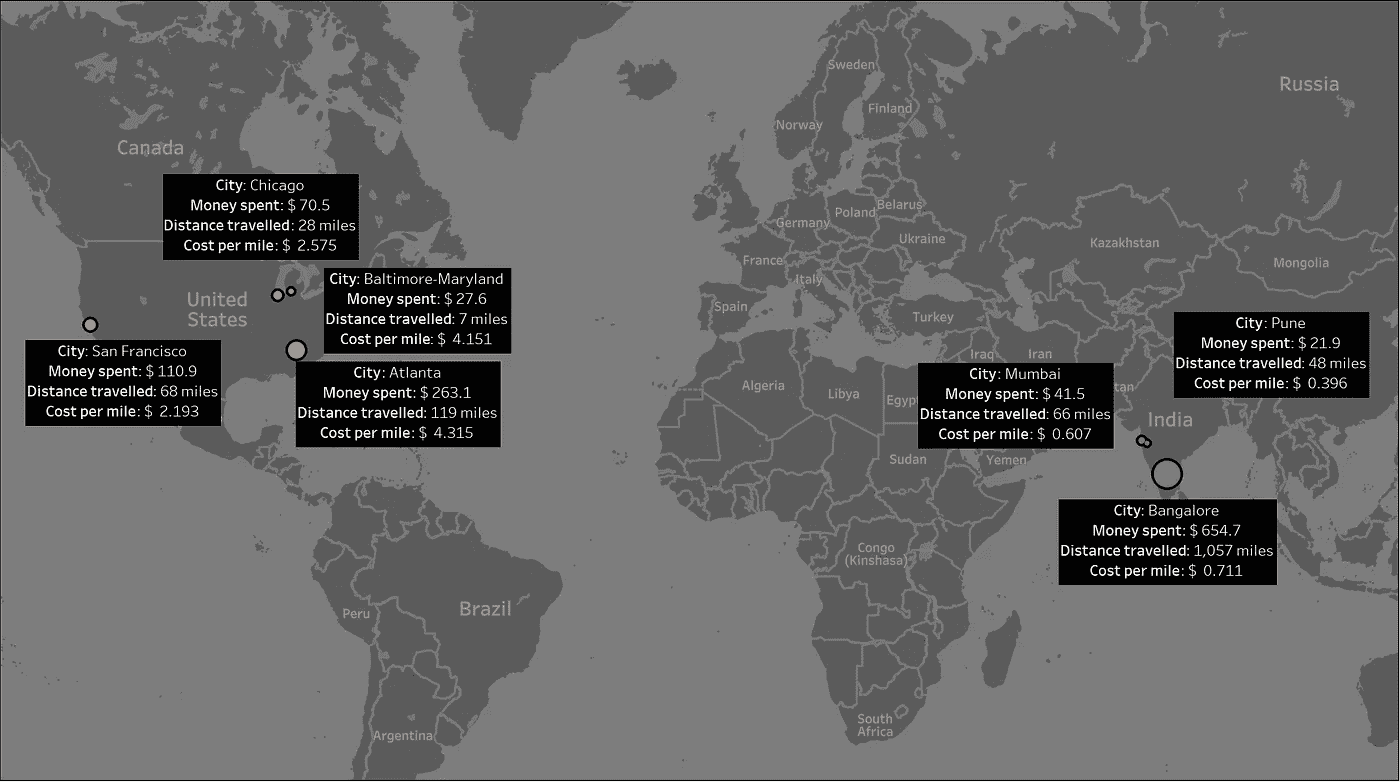 Sweden
Russia
Finland
Norway
Canada
City: Chicago
Money spent: $ 70.5
Distance travelled: 28 miles
Cost per mile: $ 2.575
Belarus
Poland
Germany
Ukraine
Kazakhstan
France
Mongolia
City: Baltimore-Maryland
Money spent: $ 27.6
Distance travelled: 7 miles
Cost per mile: $ 4.151
Italy
United
States
Spain
Turkey
City: Pune
Money spent: $ 21.9
Distance travelled: 48 miles
Cost per mile: $ 0.396
City: San Francisco
Money spent: $ 110.9
Distance travelled: 68 miles
Cost per mile: $ 2.193
Iraq
Iran
City: Atlanta
Money spent: $ 263.1
Distance travelled: 119 miles
Cost per mile: $ 4.315
City: Mumbai
Money spent: $ 41.5
Distance travelled: 66 miles
Cost per mile: $ 0.607
Algeria
Libya
Egypt
tan
India
Sudan
Yemen
City: Bangalore
Money spent: $ 654.7
Distance travelled: 1,057 miles
Cost per mile: $ 0.711
Congo
(Kinshasa)
Peru
Brazil
South
Africa
Argentina